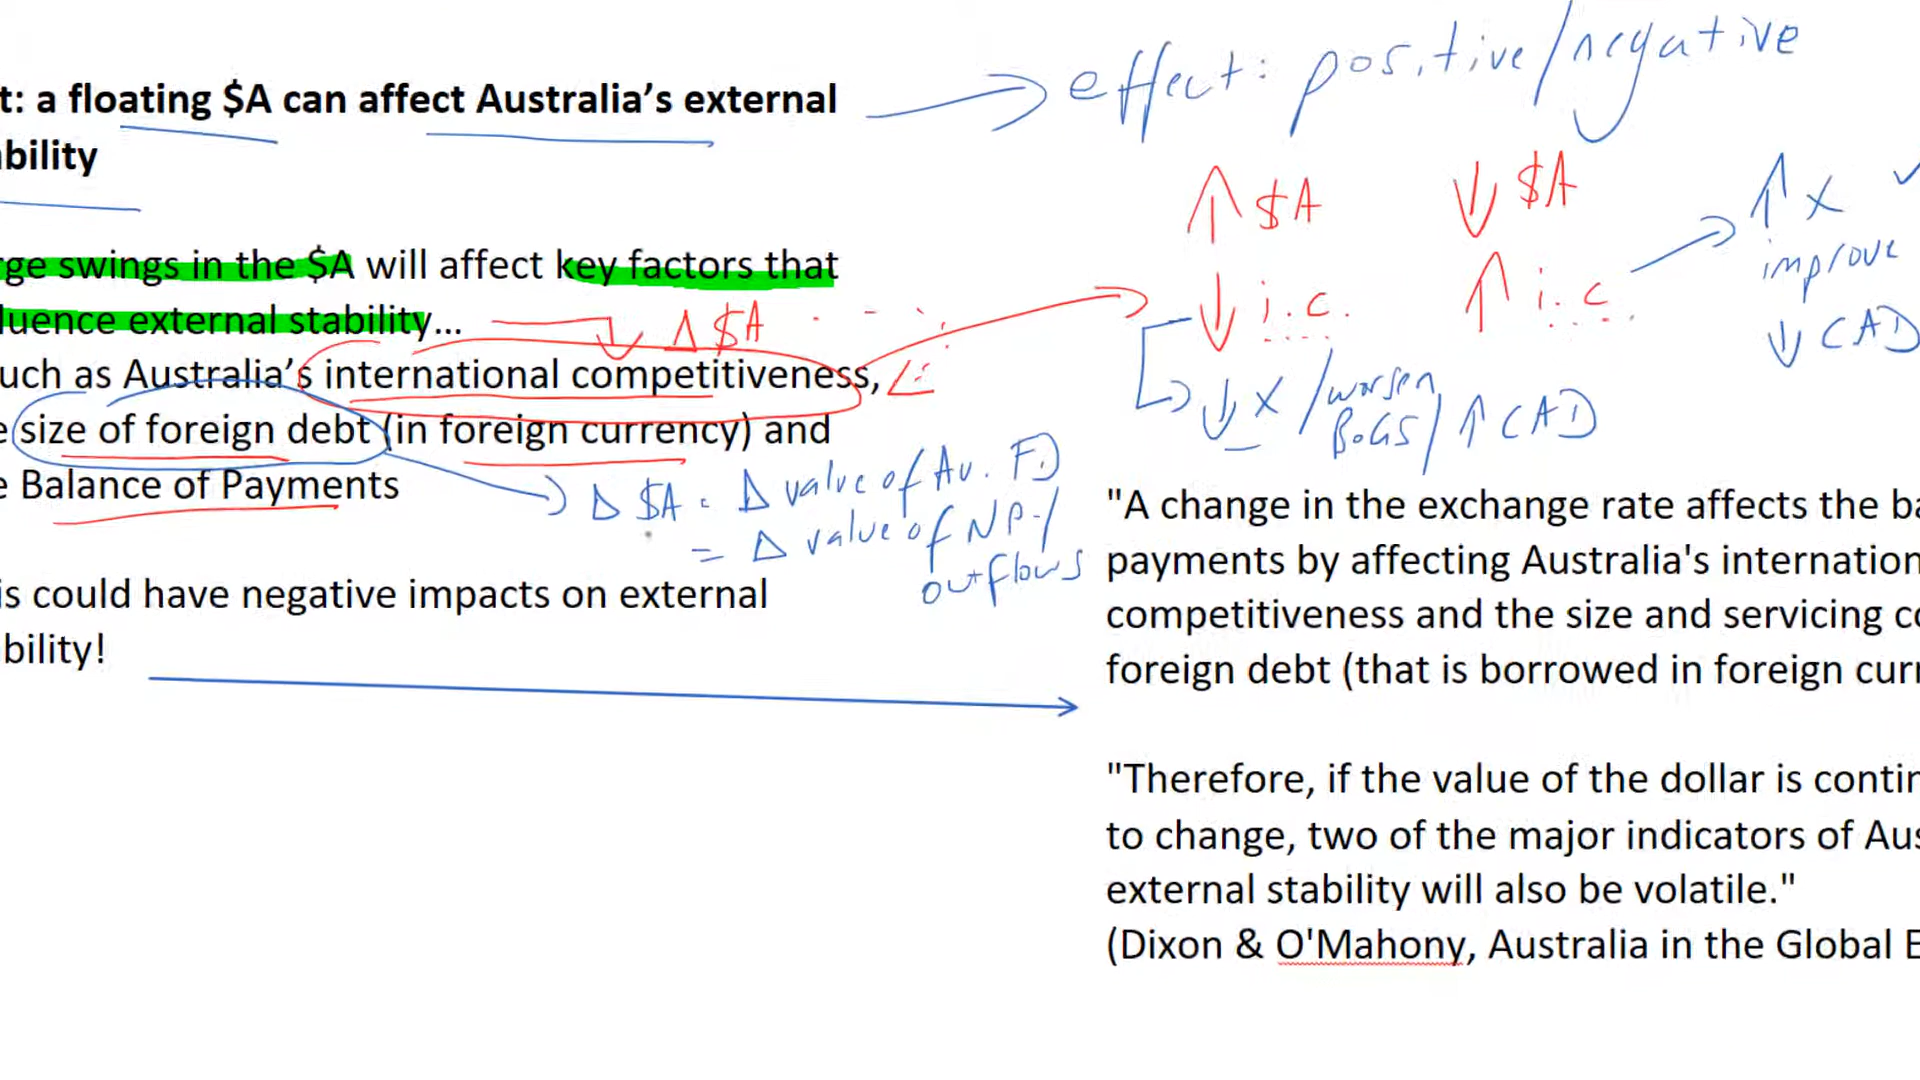 t: a floating $A can affect Australia's external
ability
rge swings in the $A will affect key factors that
luence external stability...
uch as Australia's international competitiveness,
e size of foreign debt (in foreign currency) and
e Balance of Payments
is could have negative impacts on external
bility!
effect: positive/negative
↑ $A
↓ $A
↑ X ✓
improve
↓ CAD
↓ i.c.
↑ i.c.
Δ $A
↓ X / worsen
BoGS / ↑ CAD
Δ $A = Δ value of Au. F.D
= Δ value of NPY
outflows
"A change in the exchange rate affects the ba
payments by affecting Australia's internation
competitiveness and the size and servicing co
foreign debt (that is borrowed in foreign curr
"Therefore, if the value of the dollar is contin
to change, two of the major indicators of Aus
external stability will also be volatile."
(Dixon & O'Mahony, Australia in the Global E